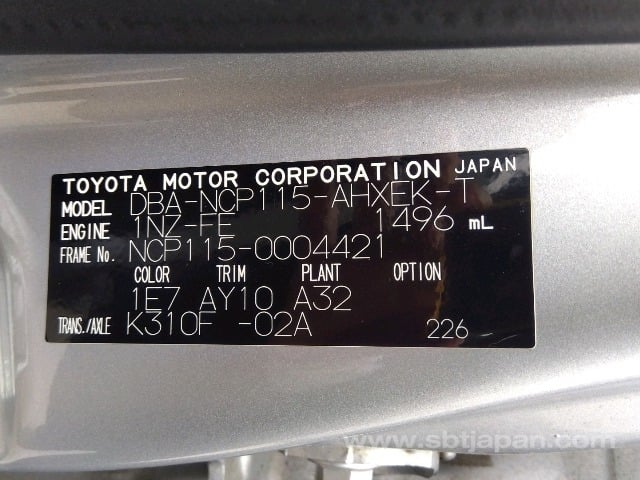 TOYOTA MOTOR CORPORATION JAPAN
MODEL DBA-NCP115-AHXEK-T
ENGINE 1NZ-FE 1496 mL
FRAME No. NCP115-0004421
COLOR TRIM PLANT OPTION
1E7 AY10 A32
TRANS./AXLE K310F -02A 226
www.sbtjapan.com